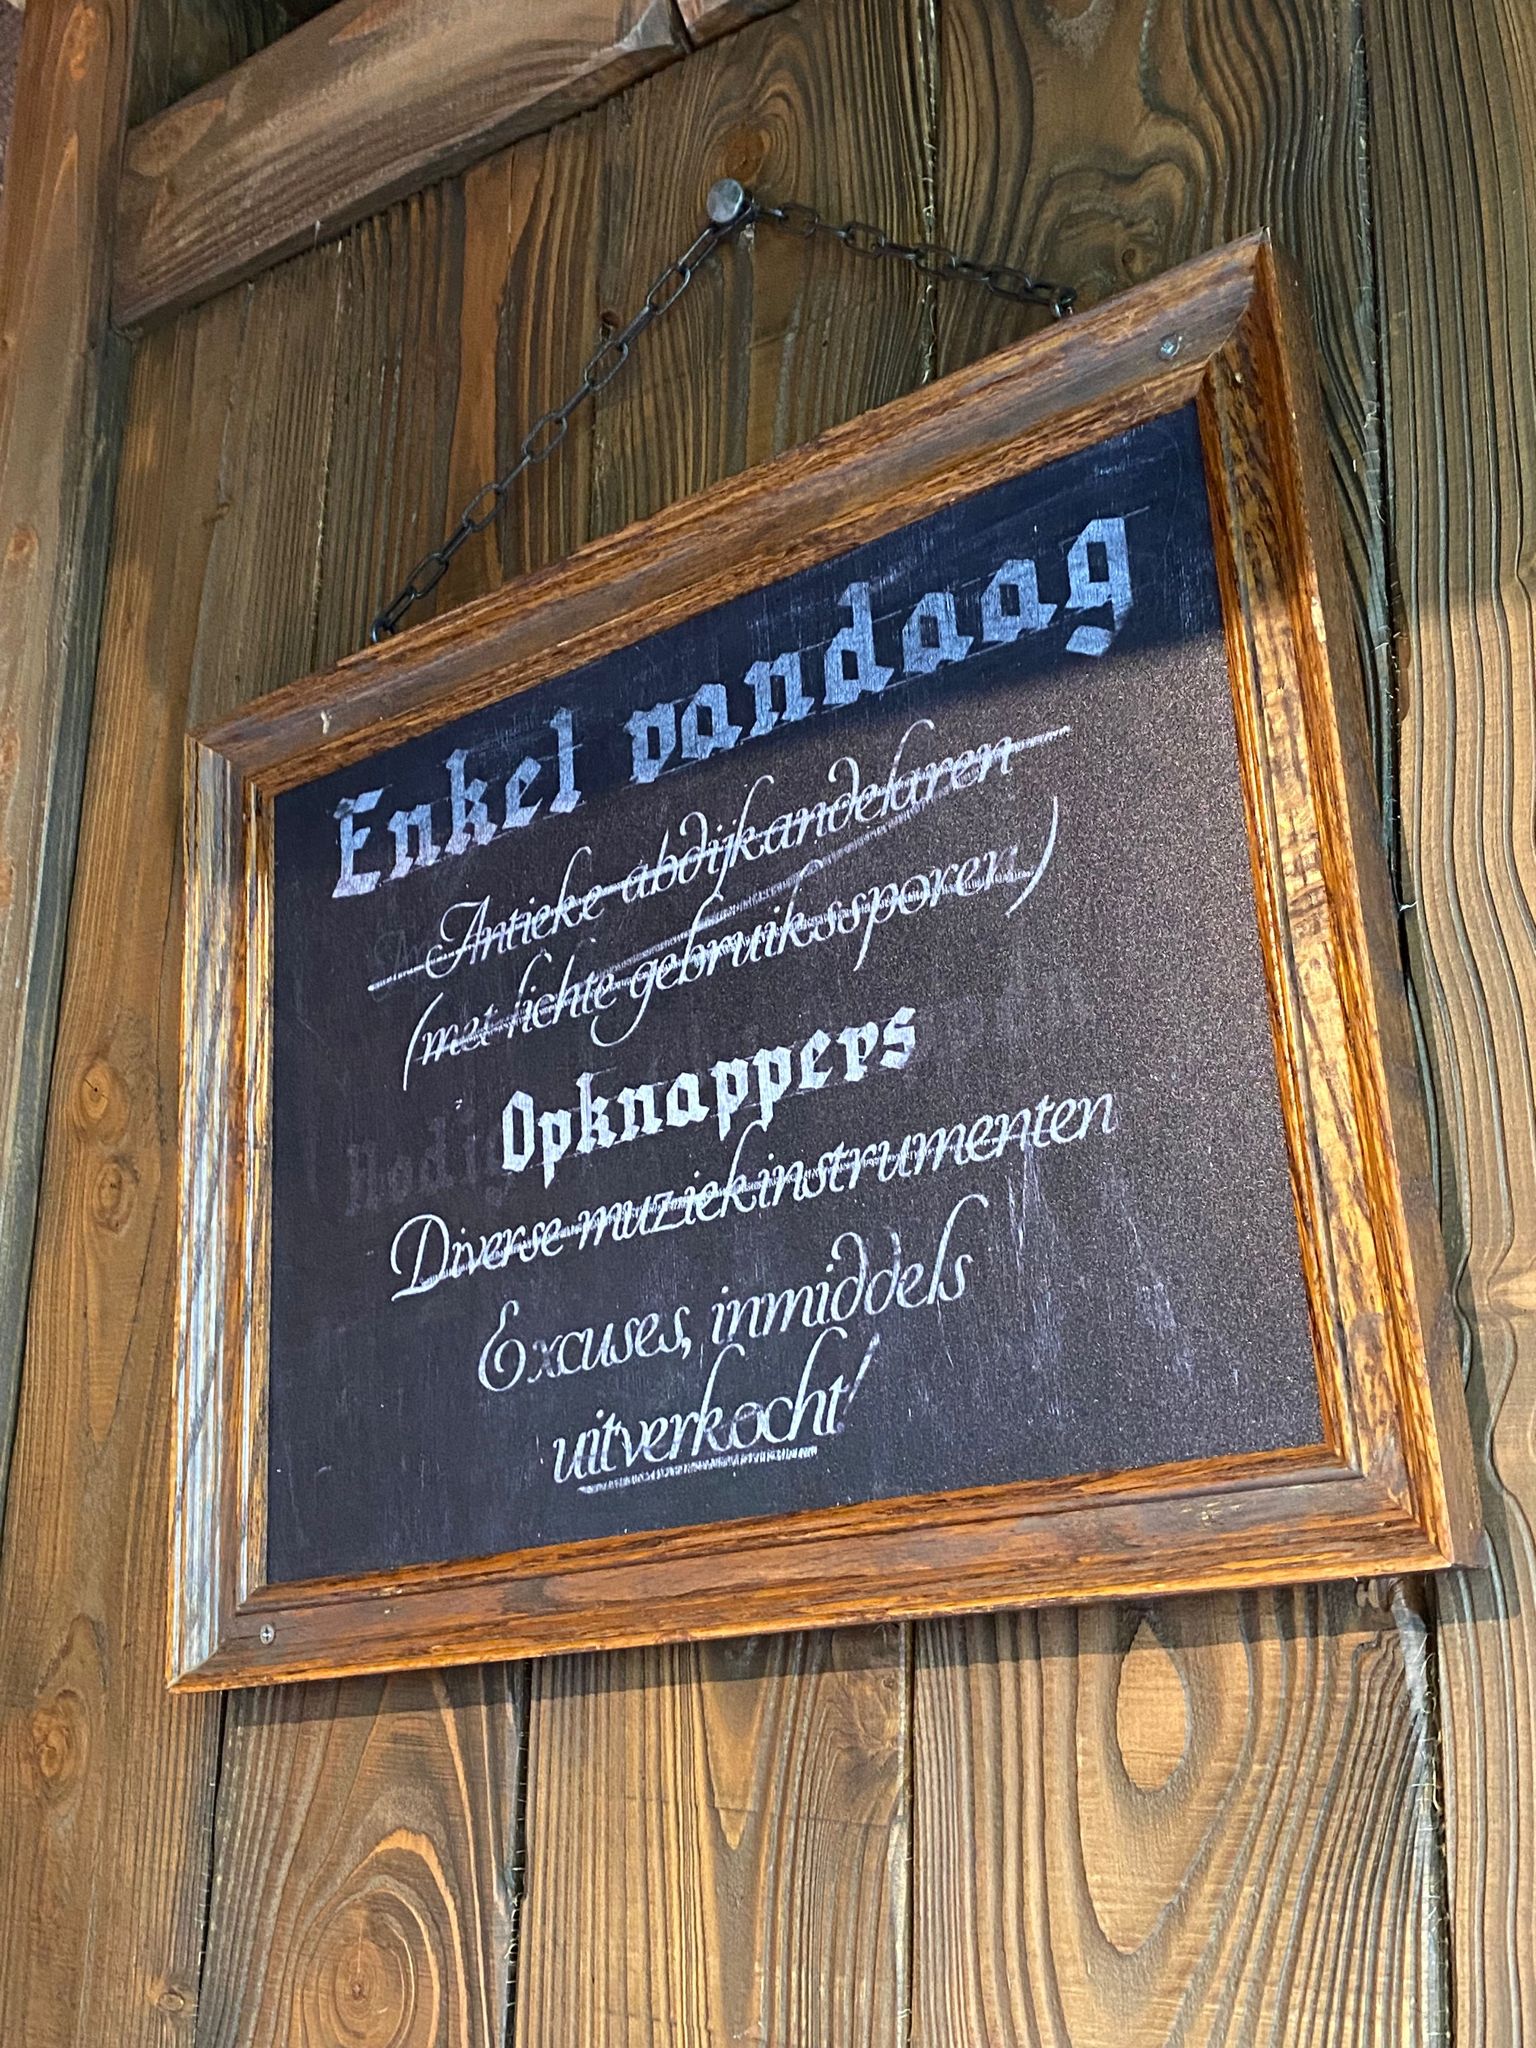 Enkel vandaag
Antieke abdijkandelaren
(met lichte gebruikssporen)
Opknappers
Diverse muziekinstrumenten
Excuses, inmiddels
uitverkocht!